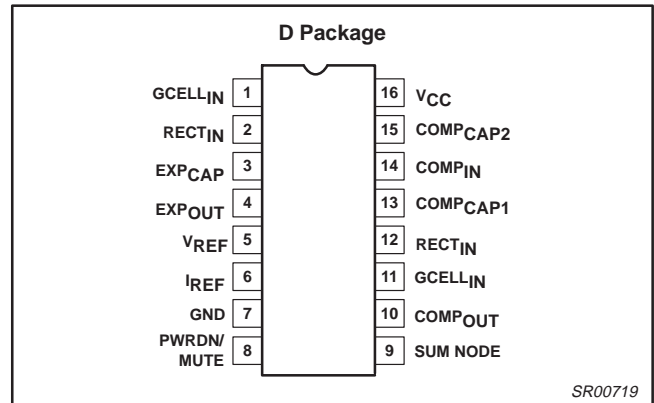 D Package
GCELLIN 1 16 VCC
RECTIN 2 15 COMPCAP2
EXPCAP 3 14 COMPIN
EXPOUT 4 13 COMPCAP1
VREF 5 12 RECTIN
IREF 6 11 GCELLIN
GND 7 10 COMPOUT
PWRDN/
MUTE 8 9 SUM NODE
SR00719